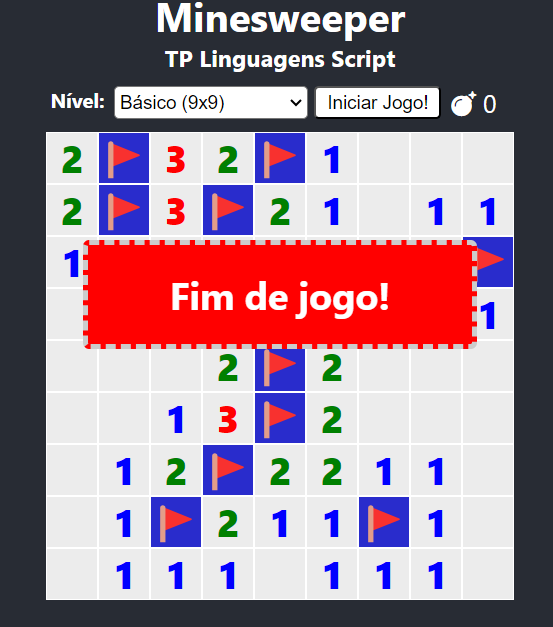 Minesweeper
TP Linguagens Script
Nível: Básico (9x9) Iniciar Jogo! 0
2 3 2 1
2 3 2 1 1 1
1
Fim de jogo!
1
2 2
1 3 2
1 2 2 2 1 1
1 2 1 1 1
1 1 1 1 1 1